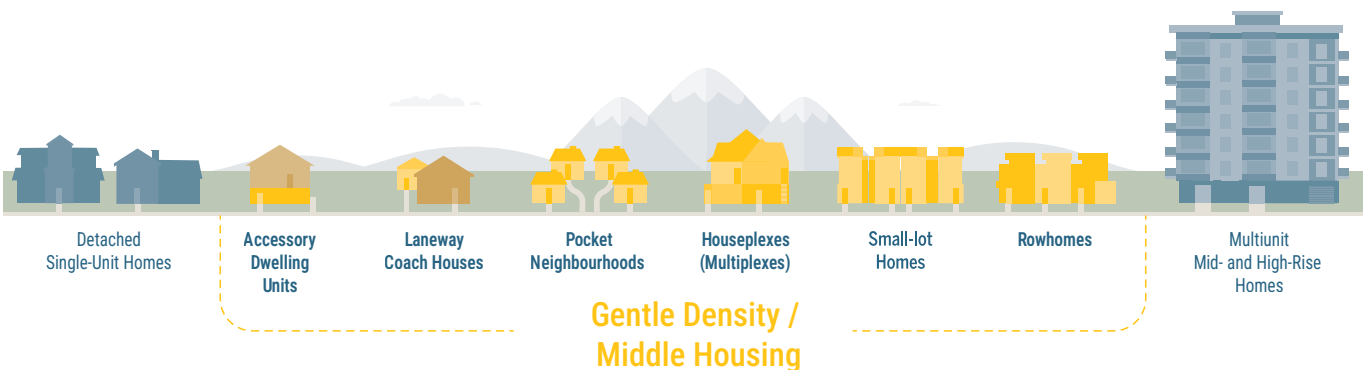 Detached
Single-Unit Homes
Accessory
Dwelling
Units
Laneway
Coach Houses
Pocket
Neighbourhoods
Houseplexes
(Multiplexes)
Small-lot
Homes
Rowhomes
Multiunit
Mid- and High-Rise
Homes
Gentle Density /
Middle Housing